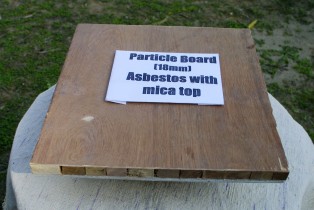 Particle Board
(18mm)
Asbestos with
mica top